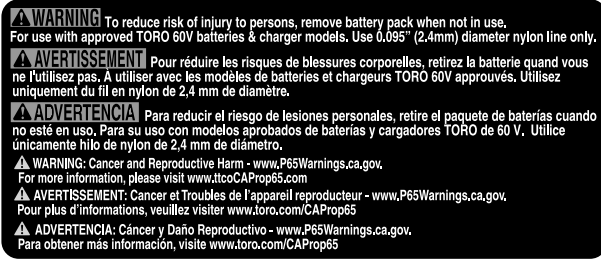 WARNING To reduce risk of injury to persons, remove battery pack when not in use.
For use with approved TORO 60V batteries & charger models. Use 0.095” (2.4mm) diameter nylon line only.
AVERTISSEMENT Pour réduire les risques de blessures corporelles, retirez la batterie quand vous
ne l'utilisez pas. À utiliser avec les modèles de batteries et chargeurs TORO 60V approuvés. Utilisez
uniquement du fil en nylon de 2,4 mm de diamètre.
ADVERTENCIA Para reducir el riesgo de lesiones personales, retire el paquete de baterías cuando
no esté en uso. Para su uso con modelos aprobados de baterías y cargadores TORO de 60 V. Utilice
únicamente hilo de nylon de 2,4 mm de diámetro.
WARNING: Cancer and Reproductive Harm - www.P65Warnings.ca.gov.
For more information, please visit www.ttcoCAProp65.com
AVERTISSEMENT: Cancer et Troubles de l'appareil reproducteur - www.P65Warnings.ca.gov.
Pour plus d'informations, veuillez visiter www.toro.com/CAProp65
ADVERTENCIA: Cáncer y Daño Reproductivo - www.P65Warnings.ca.gov.
Para obtener más información, visite www.toro.com/CAProp65